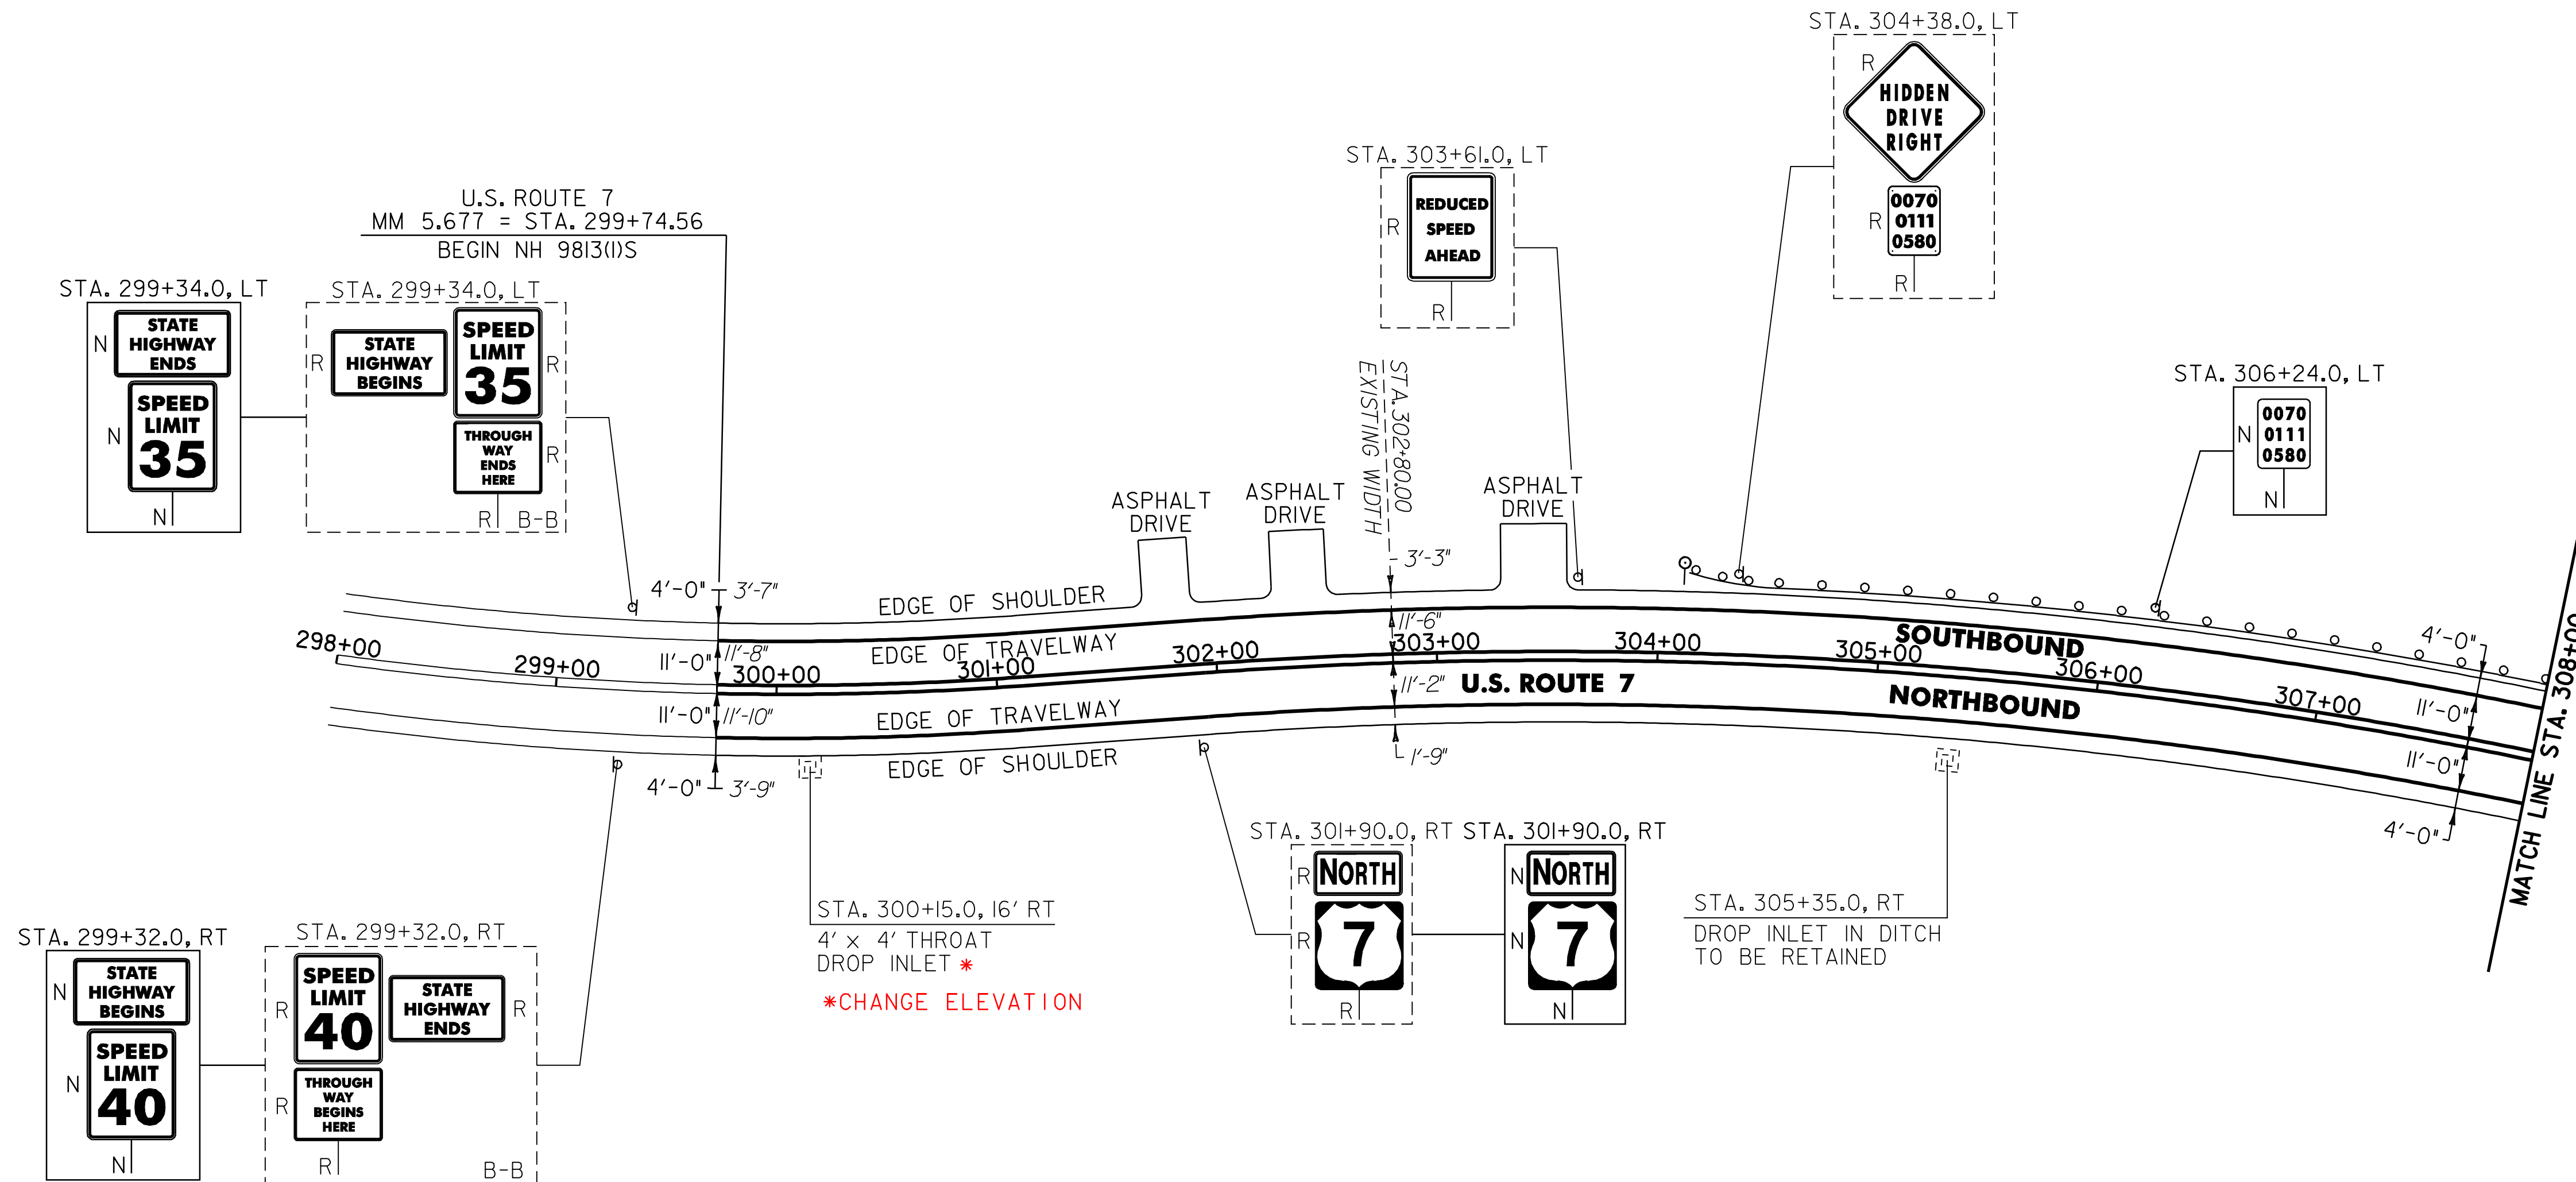 STA. 304+38.0, LT
R
HIDDEN
DRIVE
RIGHT
R
0070
0111
0580
R
STA. 303+61.0, LT
R
REDUCED
SPEED
AHEAD
R
U.S. ROUTE 7
MM 5.677 = STA. 299+74.56
BEGIN NH 9813(1)S
STA. 299+34.0, LT
N
STATE
HIGHWAY
ENDS
N
SPEED
LIMIT
35
N
STA. 299+34.0, LT
R
STATE
HIGHWAY
BEGINS
SPEED
LIMIT
35
R
THROUGH
WAY
ENDS
HERE
R
R
B-B
STA. 302+80.00
EXISTING WIDTH
STA. 306+24.0, LT
N
0070
0111
0580
N
ASPHALT
DRIVE
ASPHALT
DRIVE
ASPHALT
DRIVE
4'-0" 3'-7"
3'-3"
EDGE OF SHOULDER
11'-6"
EDGE OF TRAVELWAY
11'-0" 11'-8"
298+00
299+00
300+00
301+00
302+00
303+00
304+00
305+00
306+00
307+00
SOUTHBOUND
4'-0"
11'-0"
11'-2"
U.S. ROUTE 7
NORTHBOUND
11'-0" 11'-10"
EDGE OF TRAVELWAY
11'-0"
4'-0"
MATCH LINE STA. 308+00
EDGE OF SHOULDER
1'-9"
4'-0" 3'-9"
STA. 300+15.0, 16' RT
4' x 4' THROAT
DROP INLET *
*CHANGE ELEVATION
STA. 301+90.0, RT
R
NORTH
R
7
R
STA. 301+90.0, RT
N
NORTH
N
7
N
STA. 305+35.0, RT
DROP INLET IN DITCH
TO BE RETAINED
STA. 299+32.0, RT
N
STATE
HIGHWAY
BEGINS
N
SPEED
LIMIT
40
N
STA. 299+32.0, RT
R
SPEED
LIMIT
40
STATE
HIGHWAY
ENDS
R
R
THROUGH
WAY
BEGINS
HERE
R
B-B